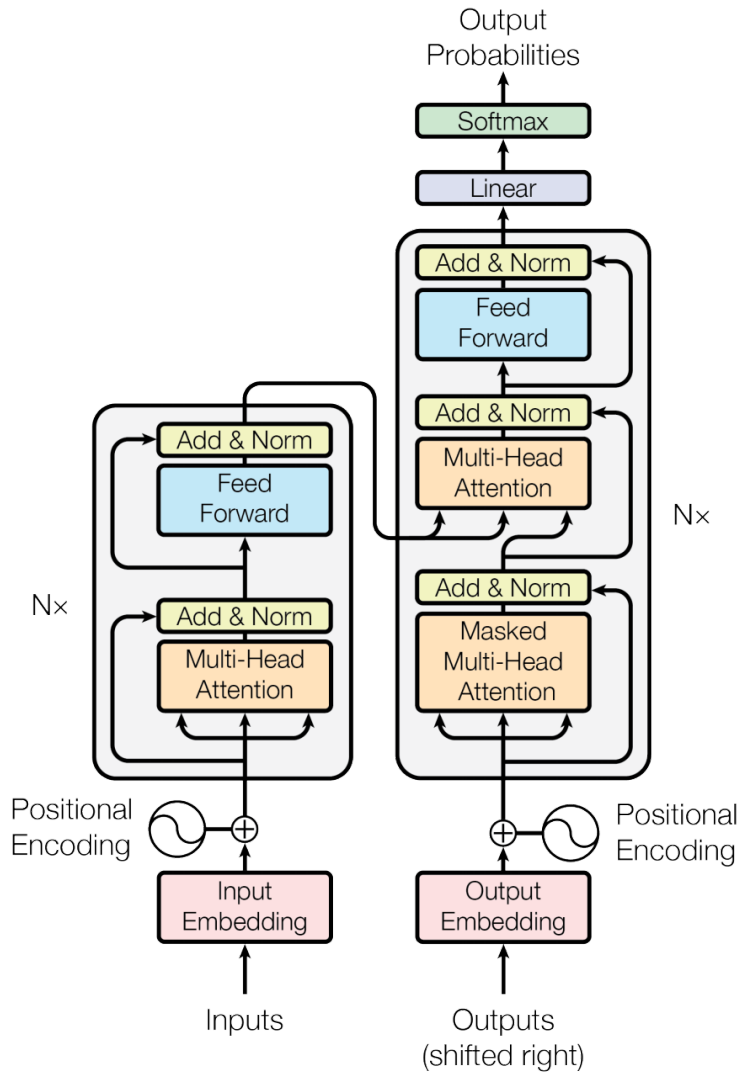 Output
Probabilities
Softmax
Linear
Add & Norm
Feed
Forward
Add & Norm
Multi-Head
Attention
Nx
Add & Norm
Masked
Multi-Head
Attention
Add & Norm
Feed
Forward
Nx
Add & Norm
Multi-Head
Attention
Positional
Encoding
Positional
Encoding
Input
Embedding
Output
Embedding
Inputs
Outputs
(shifted right)